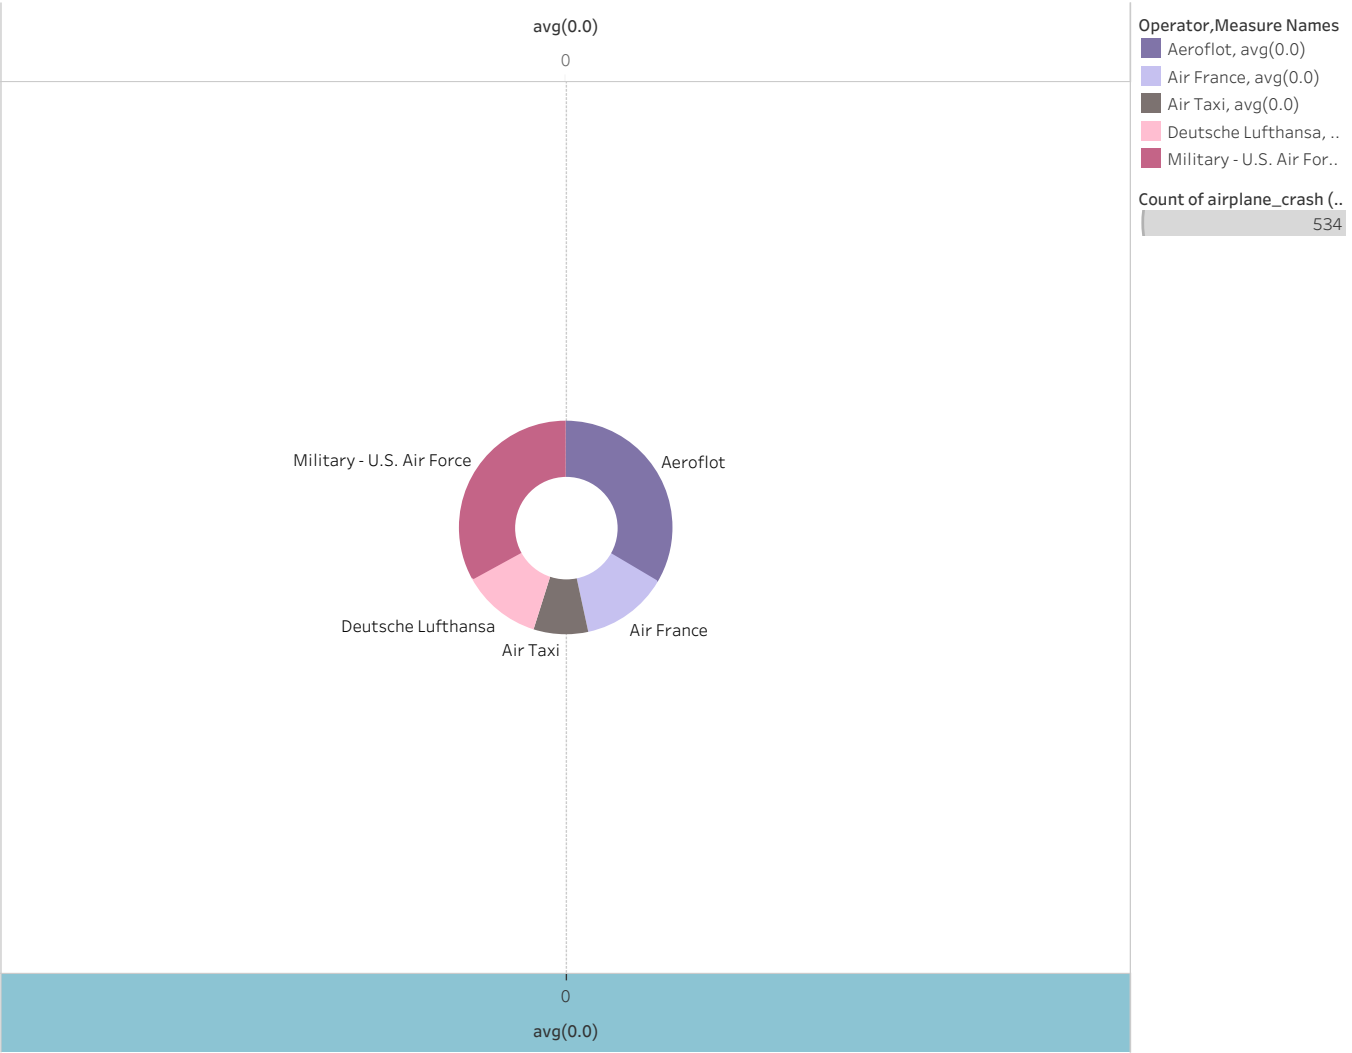 avg(0.0)
0
Military - U.S. Air Force
Aeroflot
Deutsche Lufthansa
Air France
Air Taxi
0
avg(0.0)
Operator,Measure Names
Aeroflot, avg(0.0)
Air France, avg(0.0)
Air Taxi, avg(0.0)
Deutsche Lufthansa, ..
Military - U.S. Air For..
Count of airplane_crash (..
534